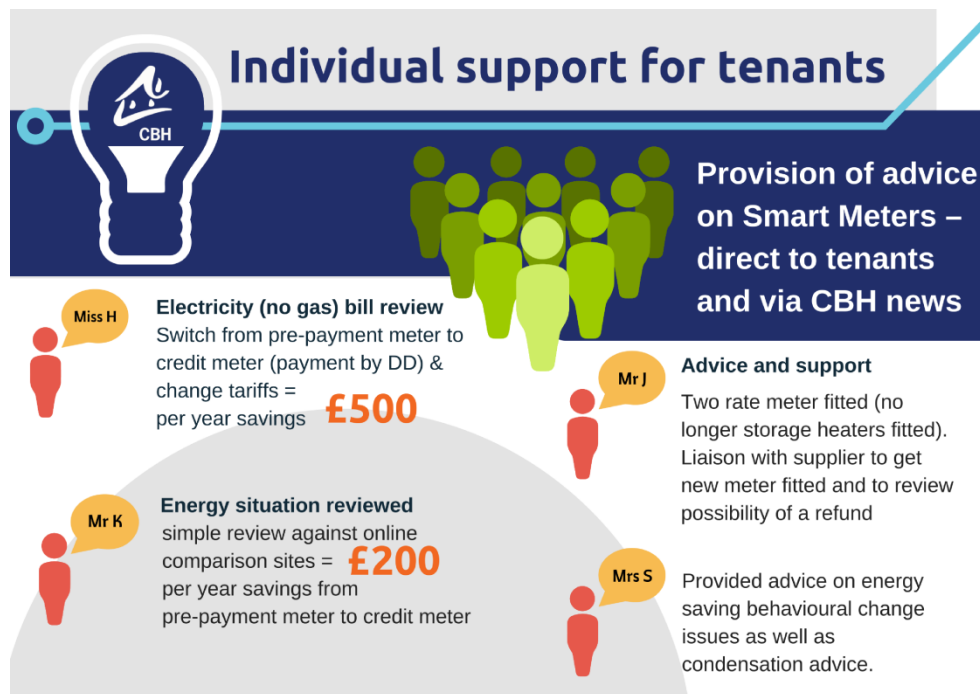 Individual support for tenants
CBH
Provision of advice
on Smart Meters –
direct to tenants
and via CBH news
Miss H
Electricity (no gas) bill review
Switch from pre-payment meter to
credit meter (payment by DD) &
change tariffs =
per year savings £500
Mr K
Energy situation reviewed
simple review against online
comparison sites = £200
per year savings from
pre-payment meter to credit meter
Mr J
Advice and support
Two rate meter fitted (no
longer storage heaters fitted).
Liaison with supplier to get
new meter fitted and to review
possibility of a refund
Mrs S
Provided advice on energy
saving behavioural change
issues as well as
condensation advice.